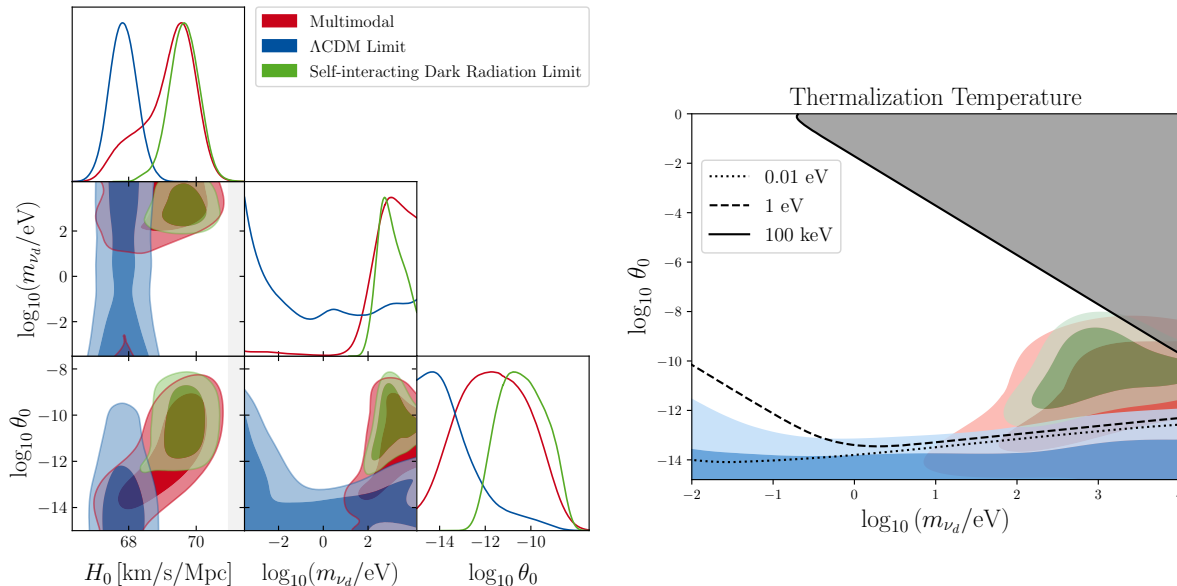 Multimodal
ΛCDM Limit
Self-interacting Dark Radiation Limit
log₁₀(m_{ν_d}/eV)
2
0
−2
log₁₀ θ₀
−8
−10
−12
−14
68 70
−2 0 2
−14 −12 −10
H₀ [km/s/Mpc]
log₁₀(m_{ν_d}/eV)
log₁₀ θ₀
Thermalization Temperature
0.01 eV
1 eV
100 keV
log₁₀ θ₀
0
−2
−4
−6
−8
−10
−12
−14
−2 −1 0 1 2 3 4
log₁₀ (m_{ν_d}/eV)